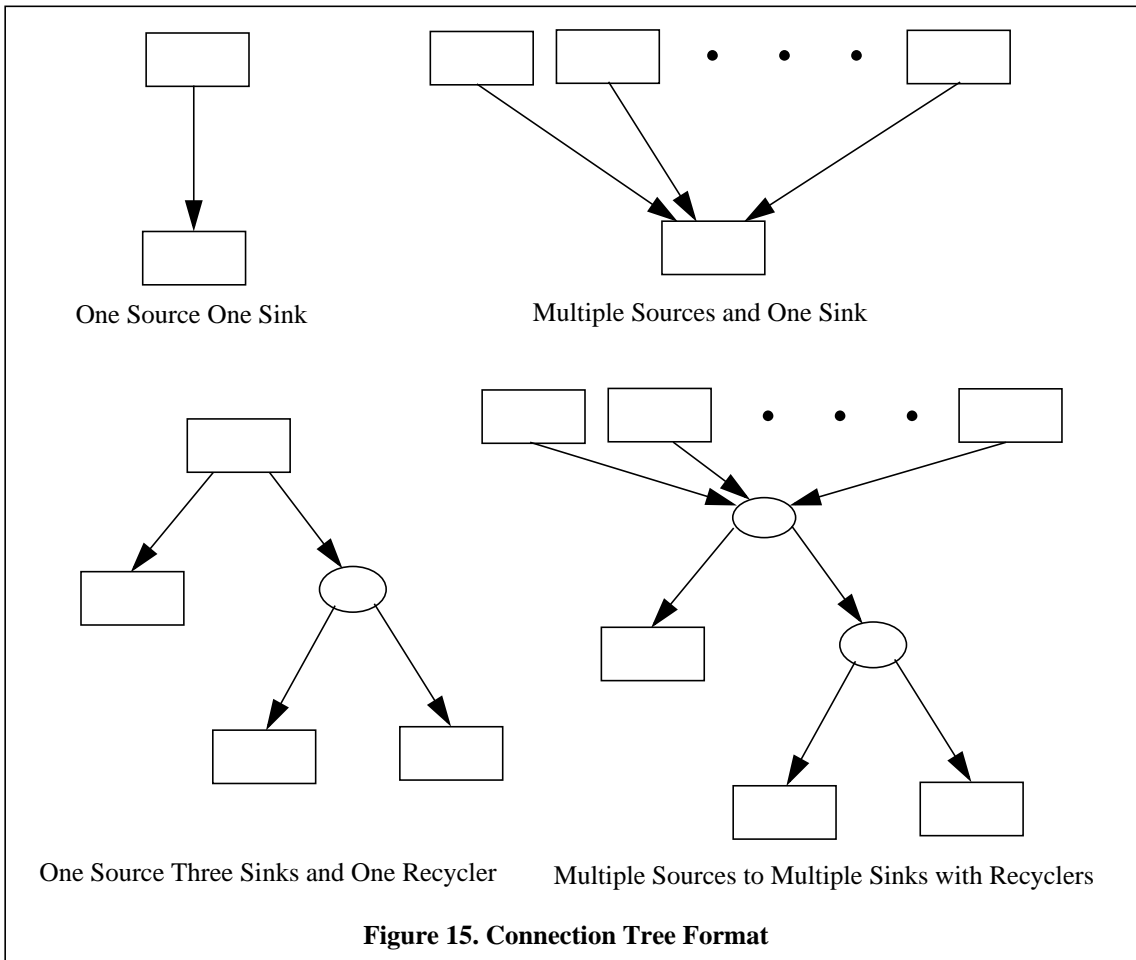 One Source One Sink
Multiple Sources and One Sink
One Source Three Sinks and One Recycler
Multiple Sources to Multiple Sinks with Recyclers
Figure 15. Connection Tree Format